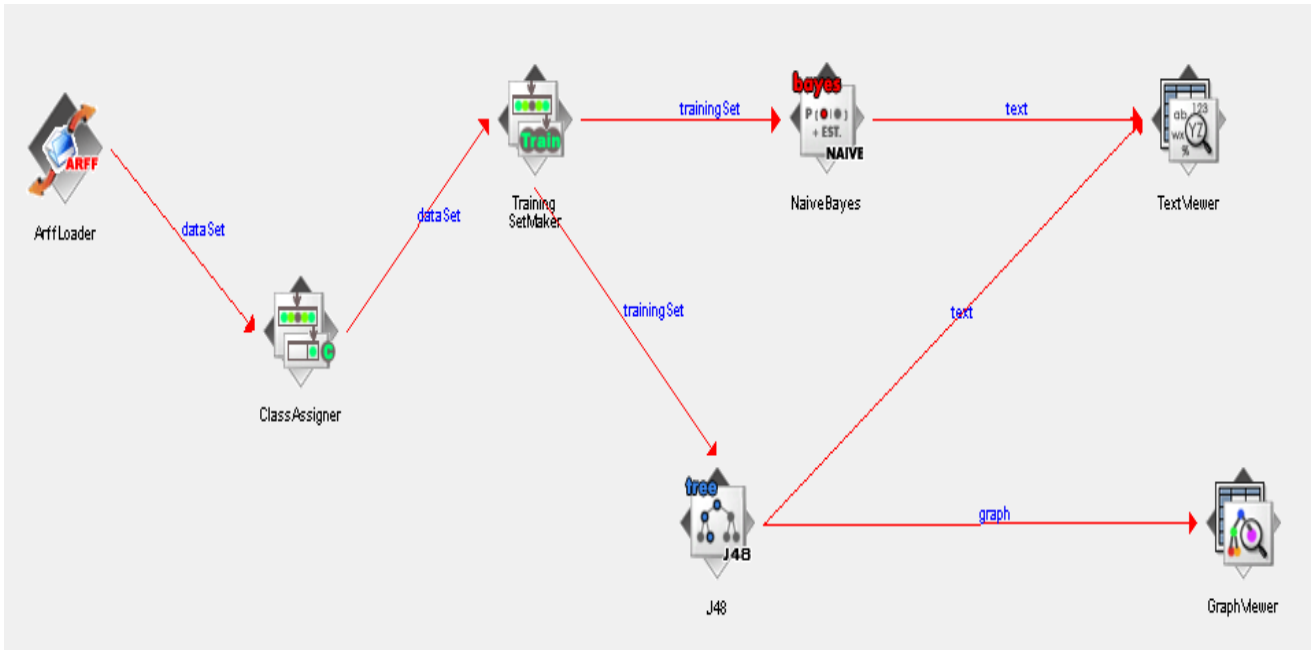 ARFF
ArffLoader
dataSet
ClassAssigner
dataSet
Train
Training
SetMaker
trainingSet
bayes
P ( | )
+ EST.
NAIVE
NaiveBayes
text
123
ab_
YZ
wx
%
TextViewer
trainingSet
text
tree
J48
J48
graph
GraphViewer
C